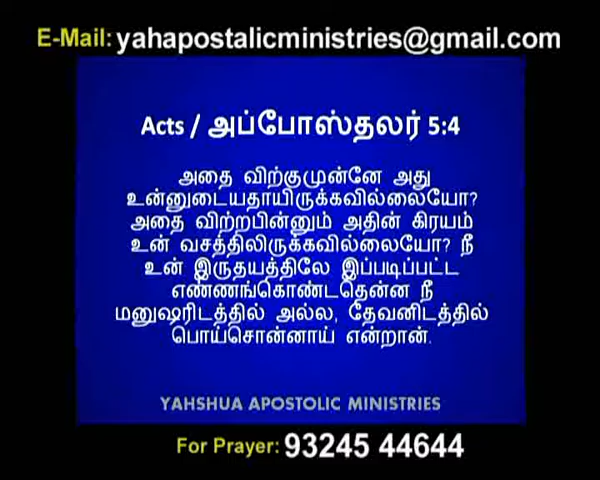 E-Mail: yahapostalicministries@gmail.com
Acts / அப்போஸ்தலர் 5:4
அதை விற்குமுன்னே அது
உன்னுடையதாயிருக்கவில்லையோ?
அதை விற்றபின்னும் அதின் கிரயம்
உன் வசத்திலிருக்கவில்லையோ? நீ
உன் இருதயத்திலே இப்படிப்பட்ட
எண்ணங்கொண்டதென்ன நீ
மனுஷரிடத்தில் அல்ல, தேவனிடத்தில்
பொய்சொன்னாய் என்றான்.
YAHSHUA APOSTOLIC MINISTRIES
For Prayer: 93245 44644